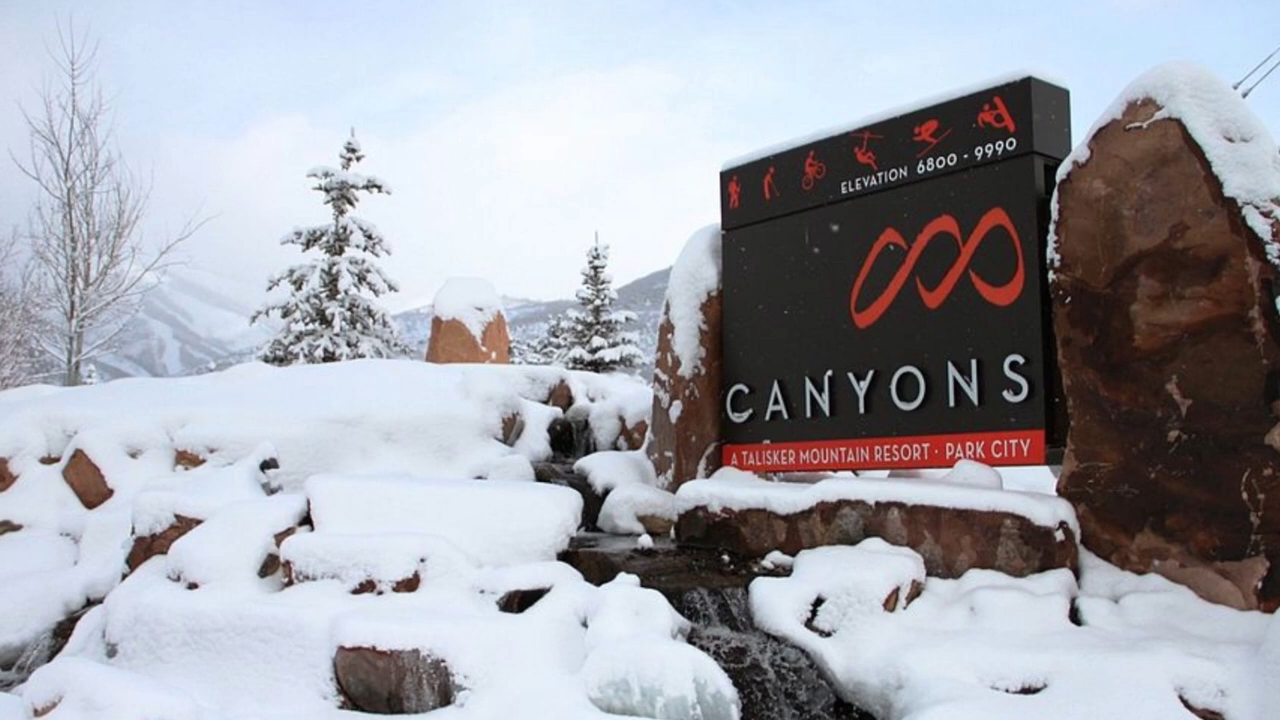 ELEVATION 6800 - 9990
CANYONS
A TALISKER MOUNTAIN RESORT · PARK CITY